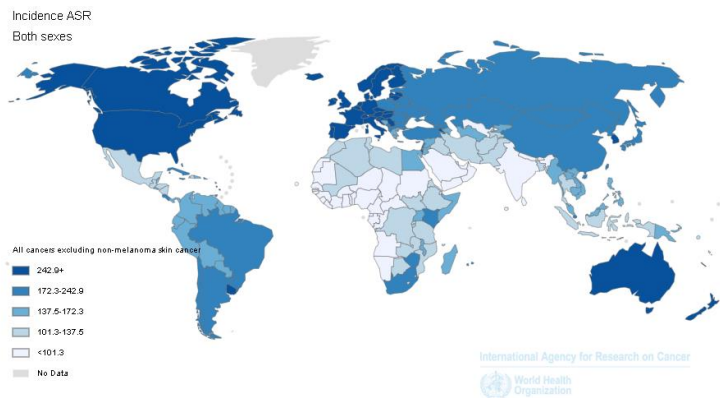 Incidence ASR
Both sexes
All cancers excluding non-melanoma skin cancer
242.9+
172.3-242.9
137.5-172.3
101.3-137.5
<101.3
No Data
International Agency for Research on Cancer
World Health
Organization